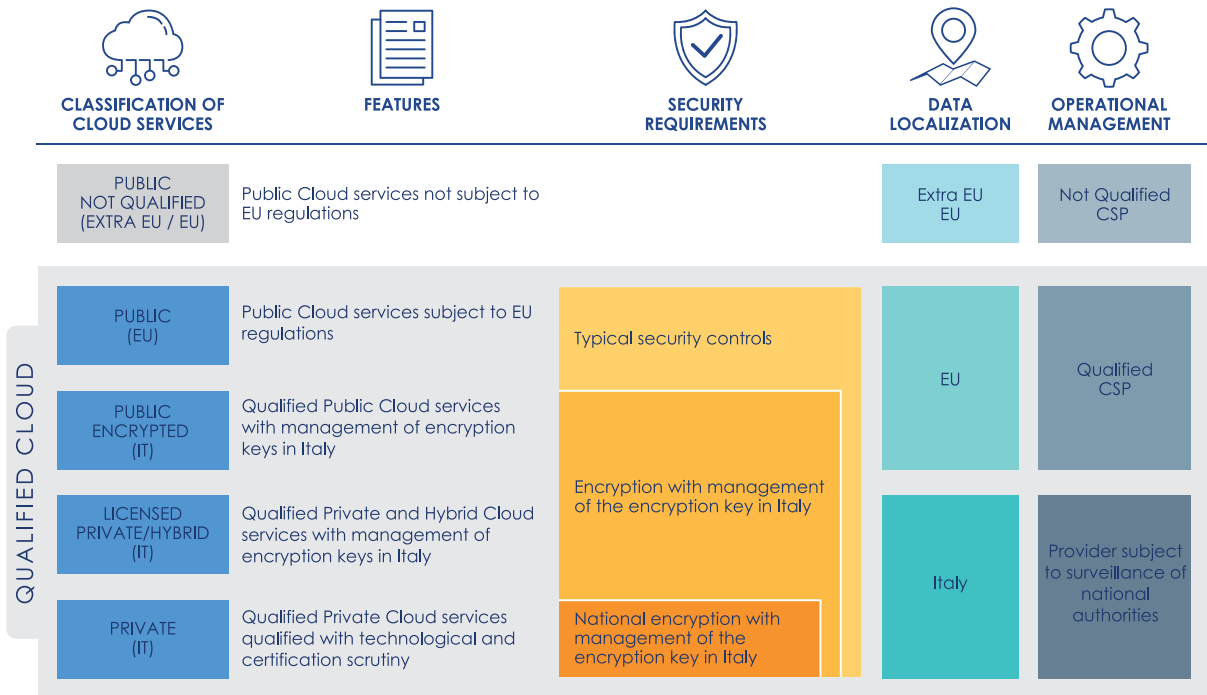 CLASSIFICATION OF
CLOUD SERVICES
FEATURES
SECURITY
REQUIREMENTS
DATA
LOCALIZATION
OPERATIONAL
MANAGEMENT
PUBLIC
NOT QUALIFIED
(EXTRA EU / EU)
Public Cloud services not subject to
EU regulations
Extra EU
EU
Not Qualified
CSP
QUALIFIED CLOUD
PUBLIC
(EU)
Public Cloud services subject to EU
regulations
Typical security controls
EU
Qualified
CSP
PUBLIC
ENCRYPTED
(IT)
Qualified Public Cloud services
with management of encryption
keys in Italy
Encryption with management
of the encryption key in Italy
LICENSED
PRIVATE/HYBRID
(IT)
Qualified Private and Hybrid Cloud
services with management of
encryption keys in Italy
Italy
Provider subject
to surveillance of
national
authorities
PRIVATE
(IT)
Qualified Private Cloud services
qualified with technological and
certification scrutiny
National encryption with
management of the
encryption key in Italy